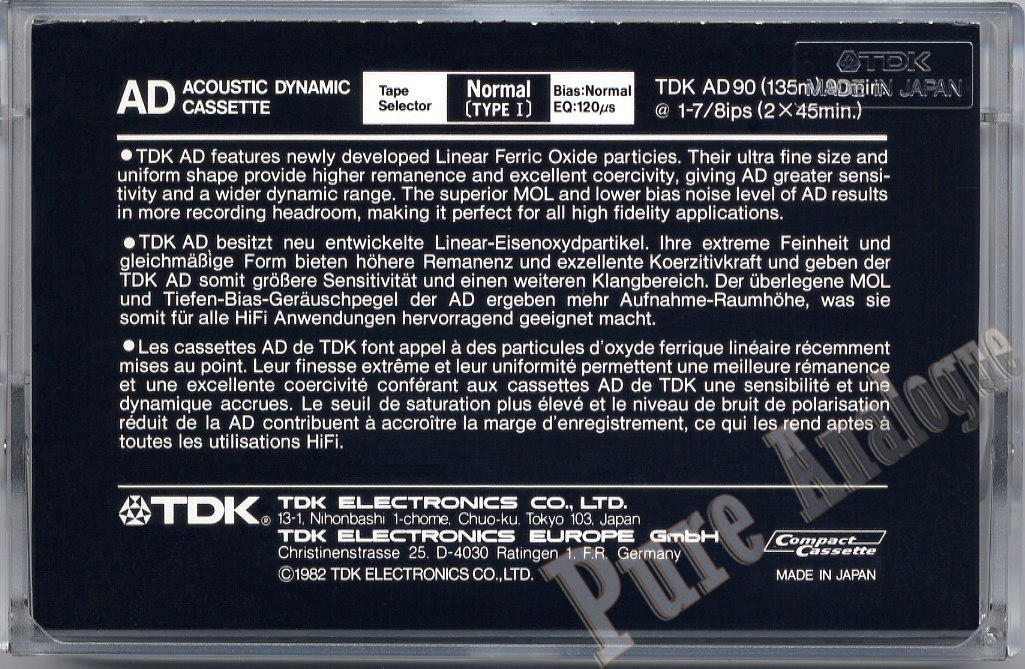 TDK
MADE IN JAPAN
AD ACOUSTIC DYNAMIC CASSETTE
Tape Selector
Normal
(TYPE I)
Bias:Normal
EQ:120μs
TDK AD90 (135m) 90min.
@ 1-7/8ips (2×45min.)
●TDK AD features newly developed Linear Ferric Oxide particies. Their ultra fine size and
uniform shape provide higher remanence and excellent coercivity, giving AD greater sensi-
tivity and a wider dynamic range. The superior MOL and lower bias noise level of AD results
in more recording headroom, making it perfect for all high fidelity applications.
●TDK AD besitzt neu entwickelte Linear-Eisenoxydpartikel. Ihre extreme Feinheit und
gleichmäßige Form bieten höhere Remanenz und exzellente Koerzitivkraft und geben der
TDK AD somit größere Sensitivität und einen weiteren Klangbereich. Der überlegene MOL
und Tiefen-Bias-Geräuschpegel der AD ergeben mehr Aufnahme-Raumhöhe, was sie
somit für alle HiFi Anwendungen hervorragend geeignet macht.
●Les cassettes AD de TDK font appel à des particules d'oxyde ferrique linéaire récemment
mises au point. Leur finesse extrême et leur uniformité permettent une meilleure rémanence
et une excellente coercivité conférant aux cassettes AD de TDK une sensibilité et une
dynamique accrues. Le seuil de saturation plus élevé et le niveau de bruit de polarisation
réduit de la AD contribuent à accroître la marge d'enregistrement, ce qui les rend aptes à
toutes les utilisations HiFi.
TDK® TDK ELECTRONICS CO., LTD.
13-1, Nihonbashi 1-chome, Chuo-ku, Tokyo 103, Japan
TDK ELECTRONICS EUROPE GmbH
Christinenstrasse 25. D-4030 Ratingen 1. F.R. Germany
©1982 TDK ELECTRONICS CO., LTD.
Compact Cassette
MADE IN JAPAN
Pure Analogue